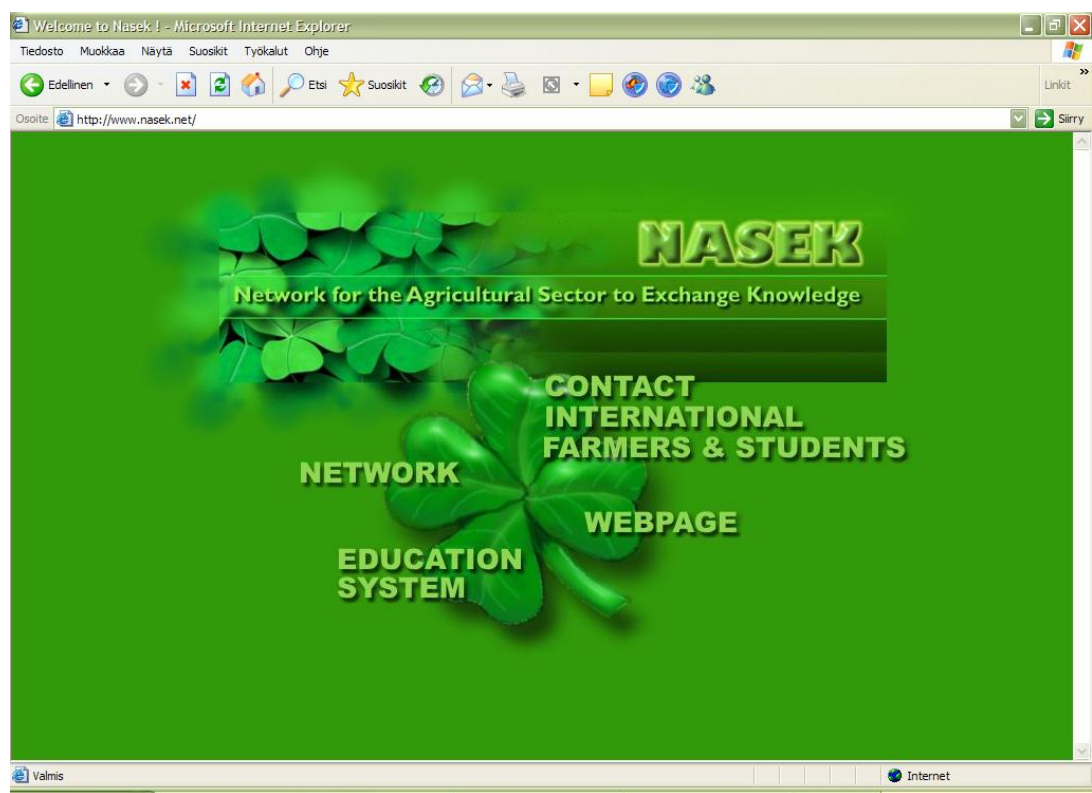 Welcome to Nasek ! - Microsoft Internet Explorer
Tiedosto Muokkaa Näytä Suosikit Työkalut Ohje
Edellinen Etsi Suosikit Linkit »
Osoite http://www.nasek.net/ Siirry
NASEK
Network for the Agricultural Sector to Exchange Knowledge
CONTACT
INTERNATIONAL
FARMERS & STUDENTS
NETWORK
WEBPAGE
EDUCATION
SYSTEM
Valmis Internet